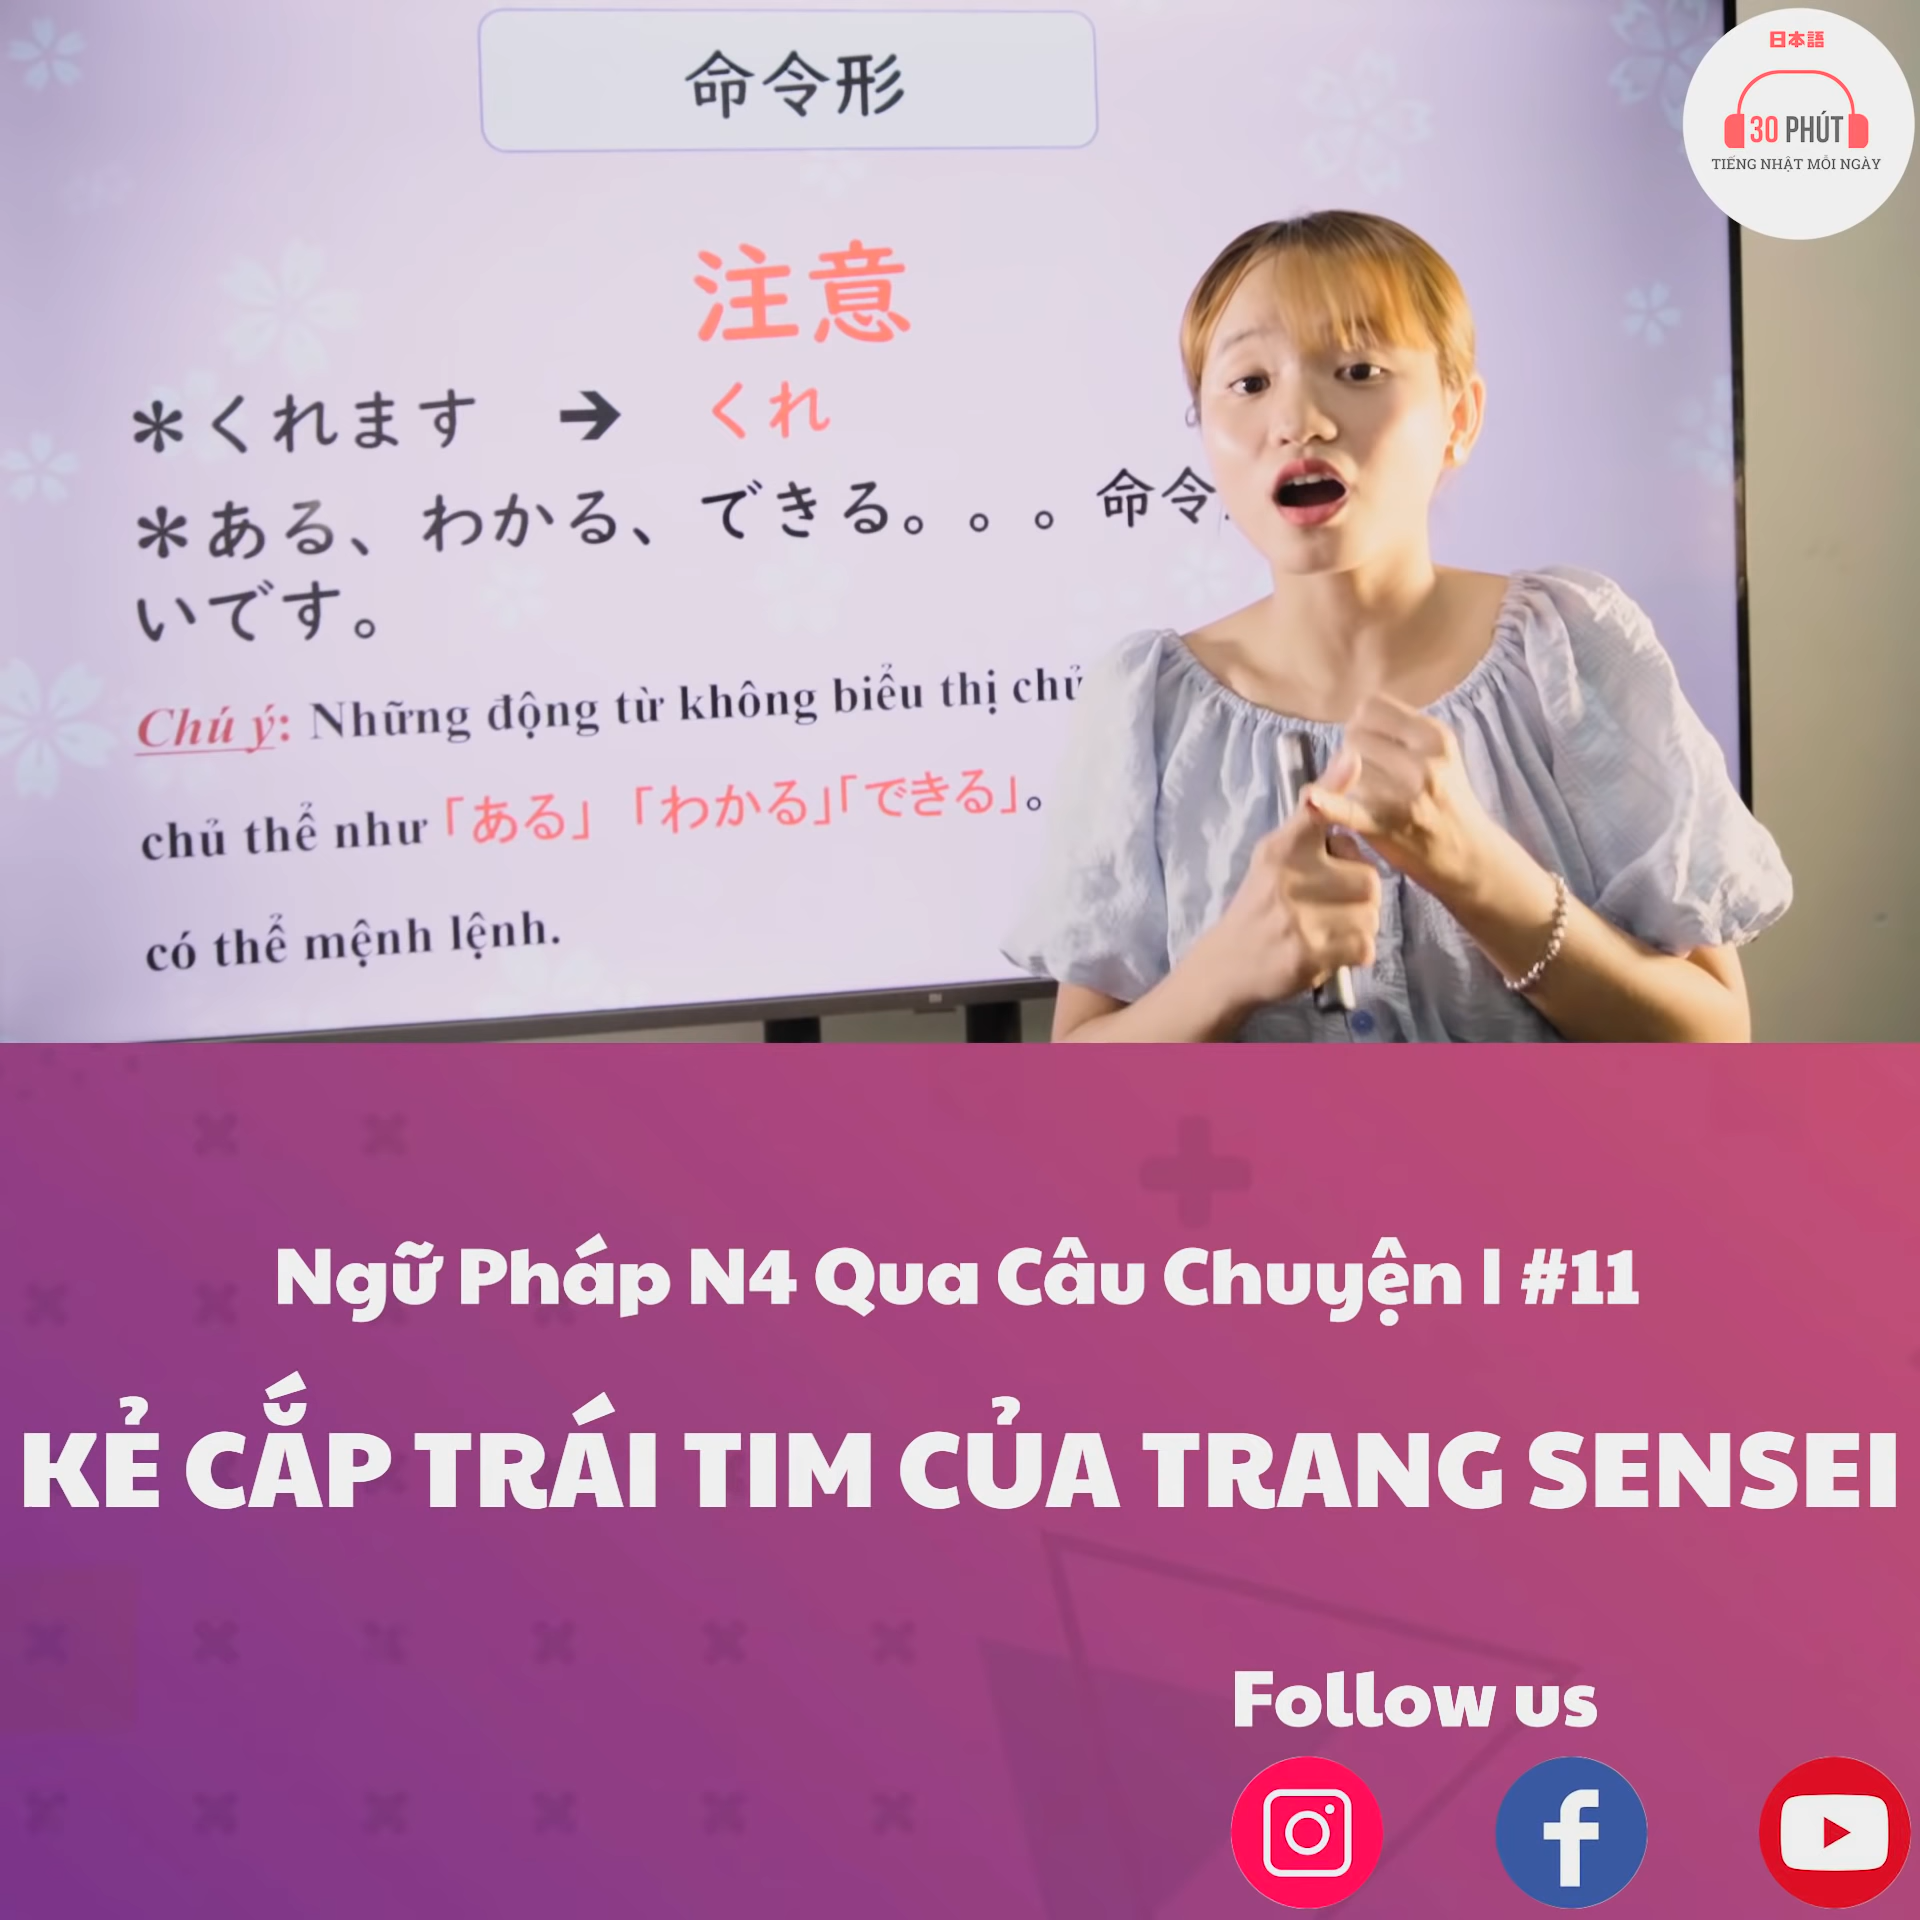 命令形
日本語
30 PHÚT
TIẾNG NHẬT MỖI NGÀY
注意
＊くれます → くれ
＊ある、わかる、できる。。。命令
いです。
Chú ý: Những động từ không biểu thị chủ
chủ thể như 「ある」「わかる」「できる」。
có thể mệnh lệnh.
Ngữ Pháp N4 Qua Câu Chuyện I #11
KẺ CẮP TRÁI TIM CỦA TRANG SENSEI
Follow us